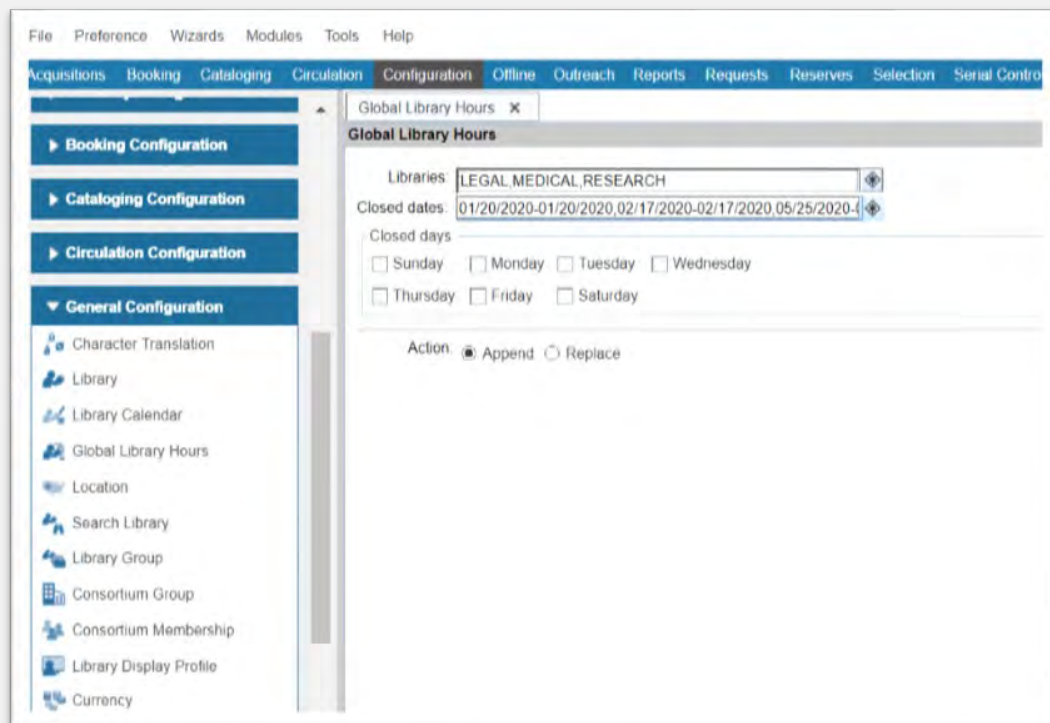 File Preference Wizards Modules Tools Help
Acquisitions Booking Cataloging Circulation Configuration Offline Outreach Reports Requests Reserves Selection Serial Contro
Global Library Hours
Global Library Hours
Booking Configuration
Cataloging Configuration
Circulation Configuration
General Configuration
Character Translation
Library
Library Calendar
Global Library Hours
Location
Search Library
Library Group
Consortium Group
Consortium Membership
Library Display Profile
Currency
Libraries: LEGAL,MEDICAL,RESEARCH
Closed dates: 01/20/2020-01/20/2020,02/17/2020-02/17/2020,05/25/2020-
Closed days
Sunday Monday Tuesday Wednesday
Thursday Friday Saturday
Action: Append Replace